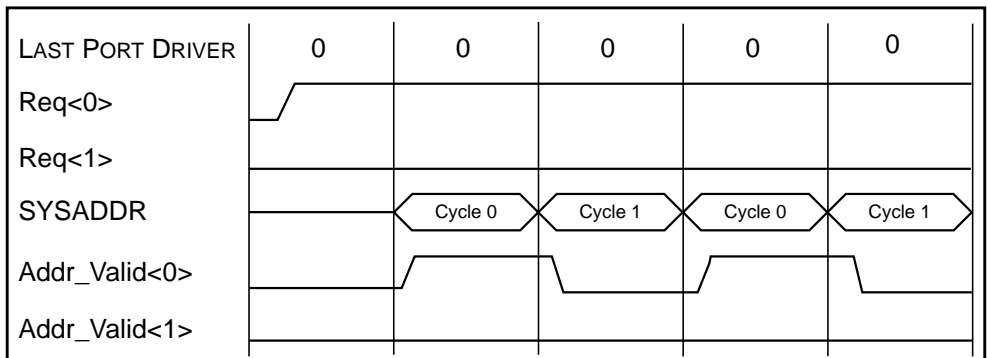 LAST PORT DRIVER 0 0 0 0 0
Req<0>
Req<1>
SYSADDR Cycle 0 Cycle 1 Cycle 0 Cycle 1
Addr_Valid<0>
Addr_Valid<1>